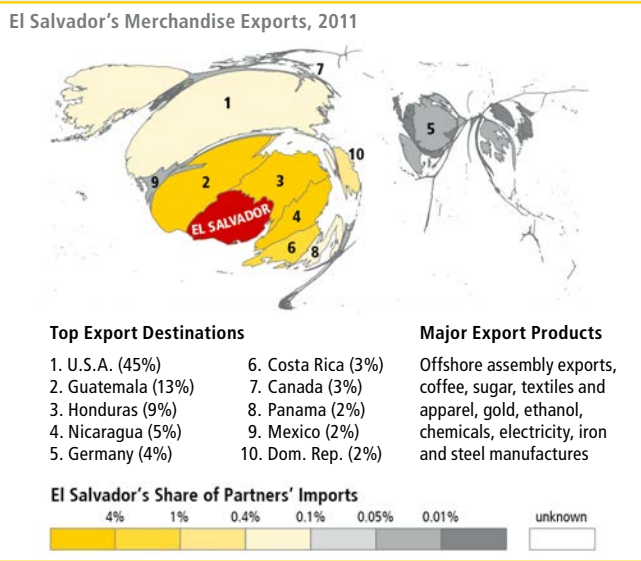 El Salvador's Merchandise Exports, 2011
7
1
5
10
9
2
3
EL SALVADOR
4
6
8
Top Export Destinations
1. U.S.A. (45%)
2. Guatemala (13%)
3. Honduras (9%)
4. Nicaragua (5%)
5. Germany (4%)
6. Costa Rica (3%)
7. Canada (3%)
8. Panama (2%)
9. Mexico (2%)
10. Dom. Rep. (2%)
Major Export Products
Offshore assembly exports,
coffee, sugar, textiles and
apparel, gold, ethanol,
chemicals, electricity, iron
and steel manufactures
El Salvador's Share of Partners' Imports
4% 1% 0.4% 0.1% 0.05% 0.01% unknown